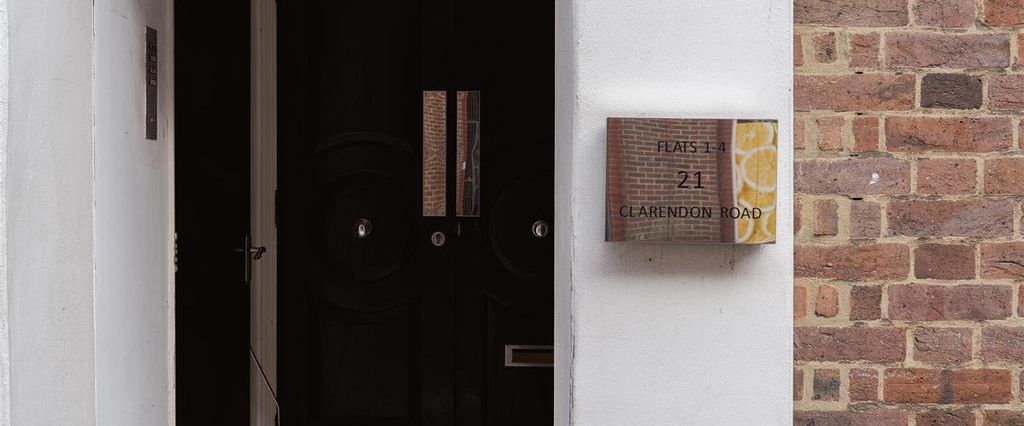 FLATS 1-4
21
CLARENDON ROAD